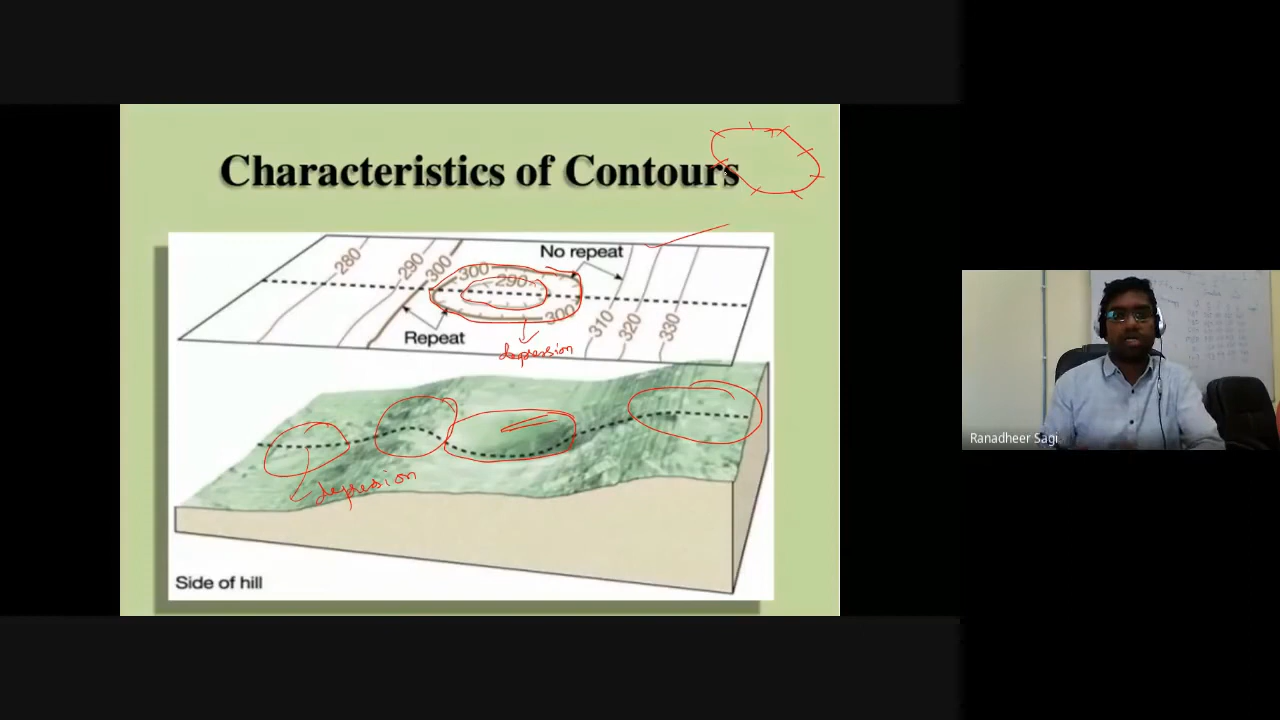 Characteristics of Contours
No repeat
280
290
300
300
290
300
310
320
330
Repeat
depression
depression
Side of hill
Ranadheer Sagi